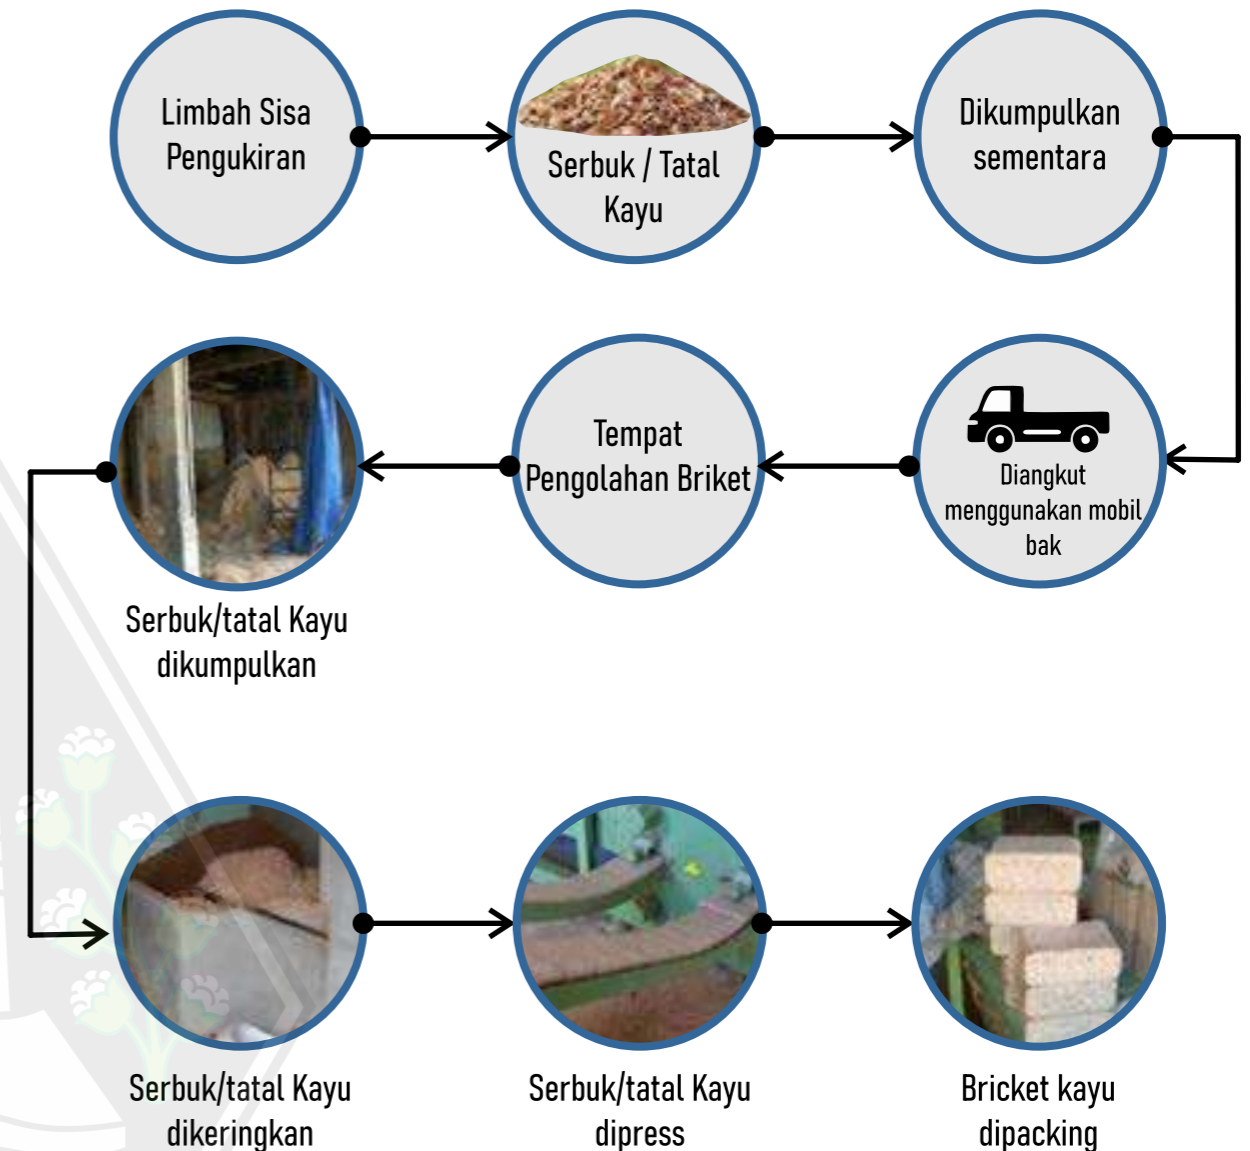 Limbah Sisa
Pengukiran
Serbuk / Tatal
Kayu
Dikumpulkan
sementara
Diangkut
menggunakan mobil
bak
Tempat
Pengolahan Briket
Serbuk/tatal Kayu
dikumpulkan
Serbuk/tatal Kayu
dikeringkan
Serbuk/tatal Kayu
dipress
Bricket kayu
dipacking